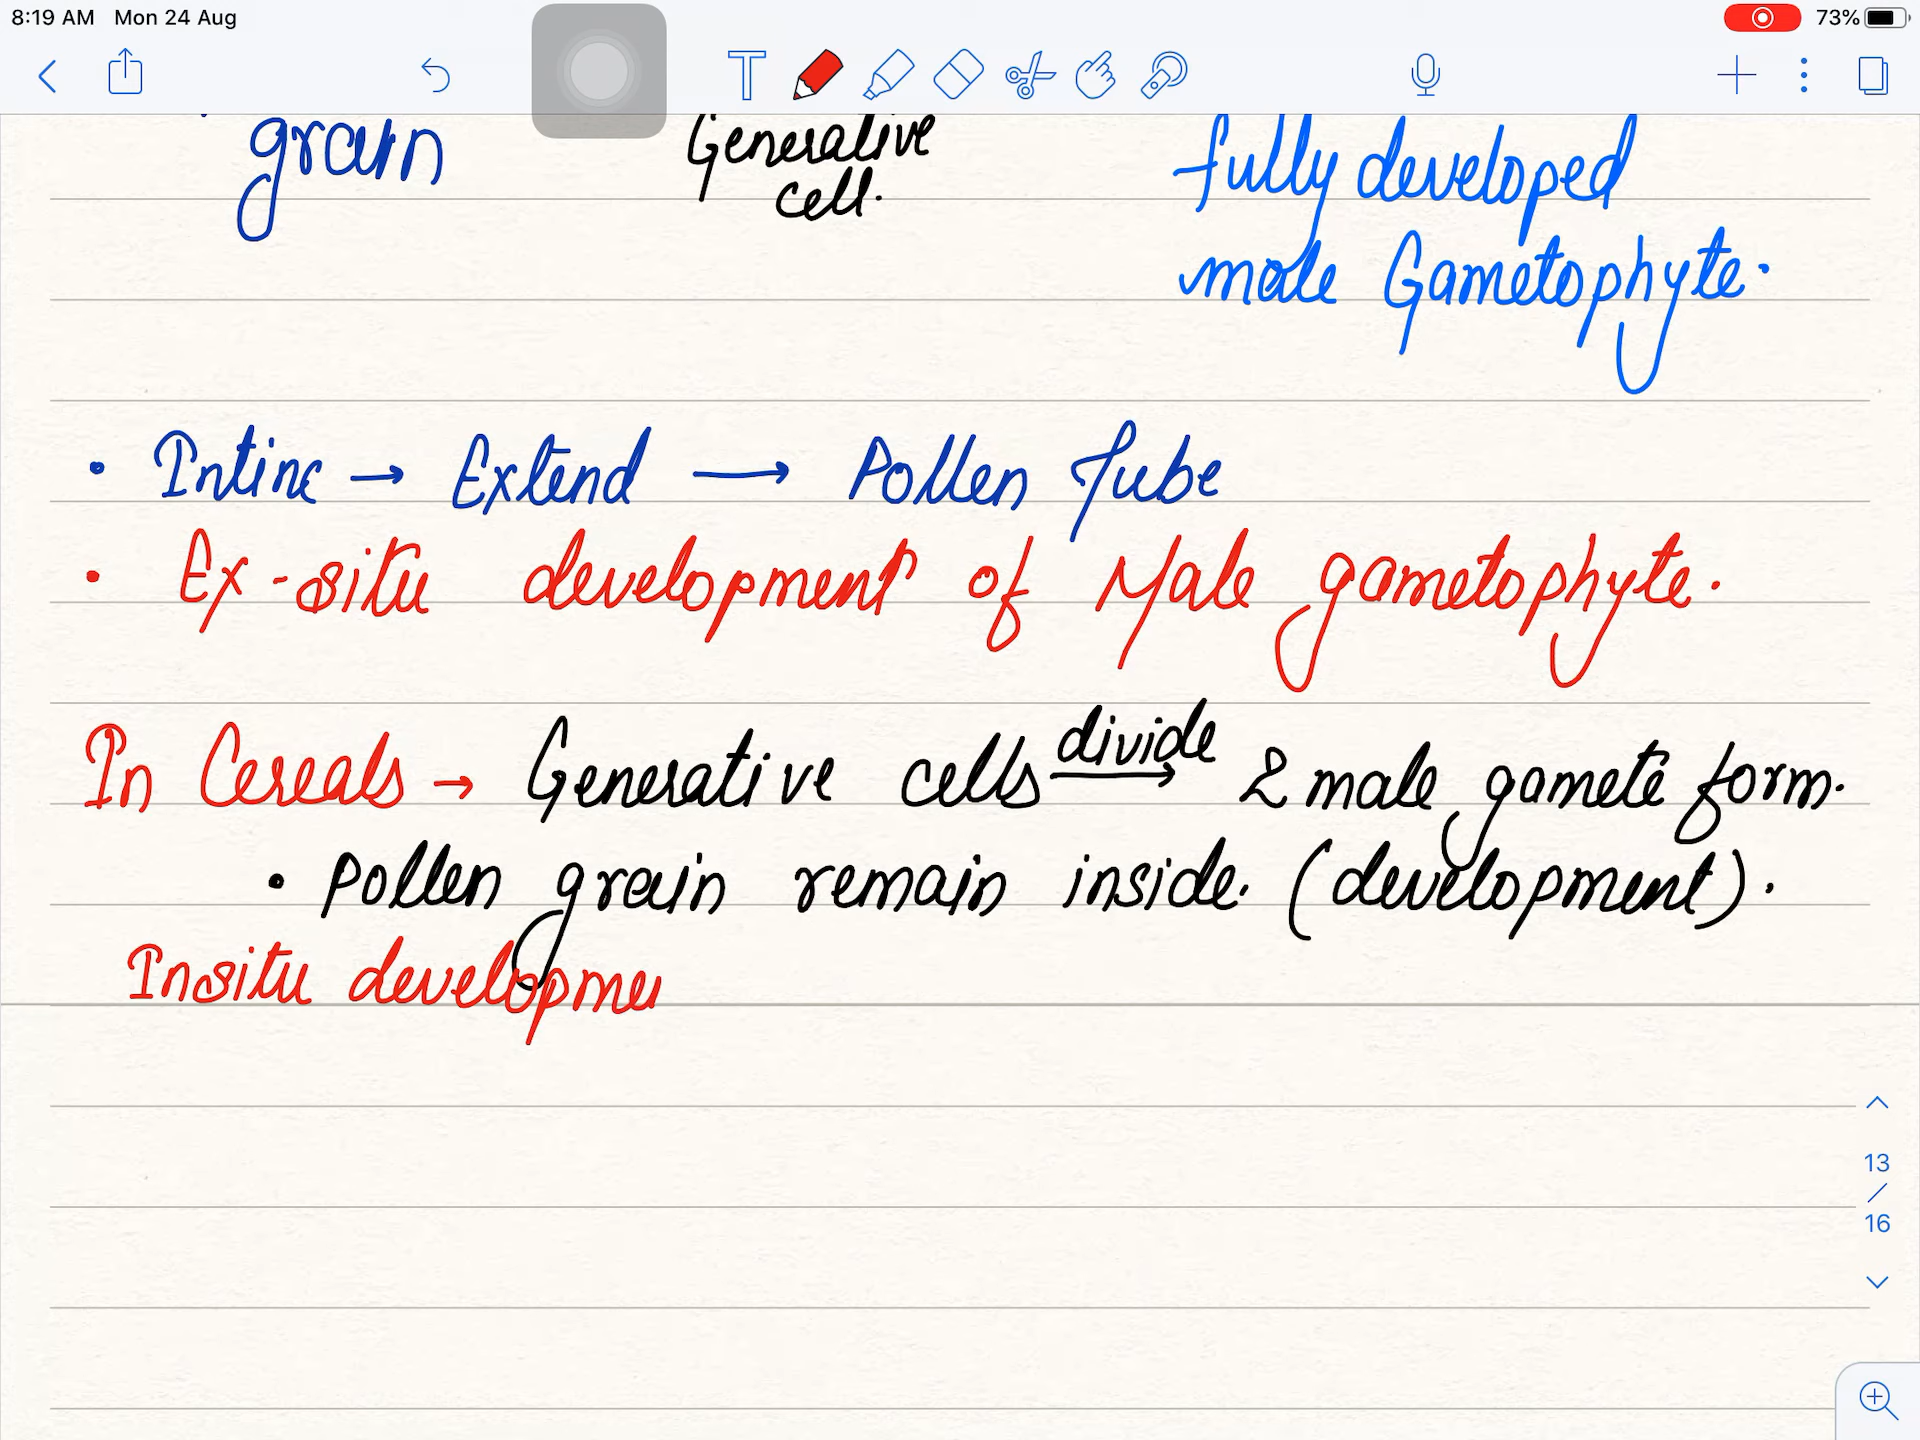 8:19 AM Mon 24 Aug 73%
T
grain Generative fully developed
cell.
male Gametophyte.
• Intine → Extend → Pollen Tube
• Ex-situ development of Male gametophyte.
In Cereals → Generative cells divide → 2 male gamete form.
• Pollen grain remain inside. (development).
Insitu developme
13
/
16